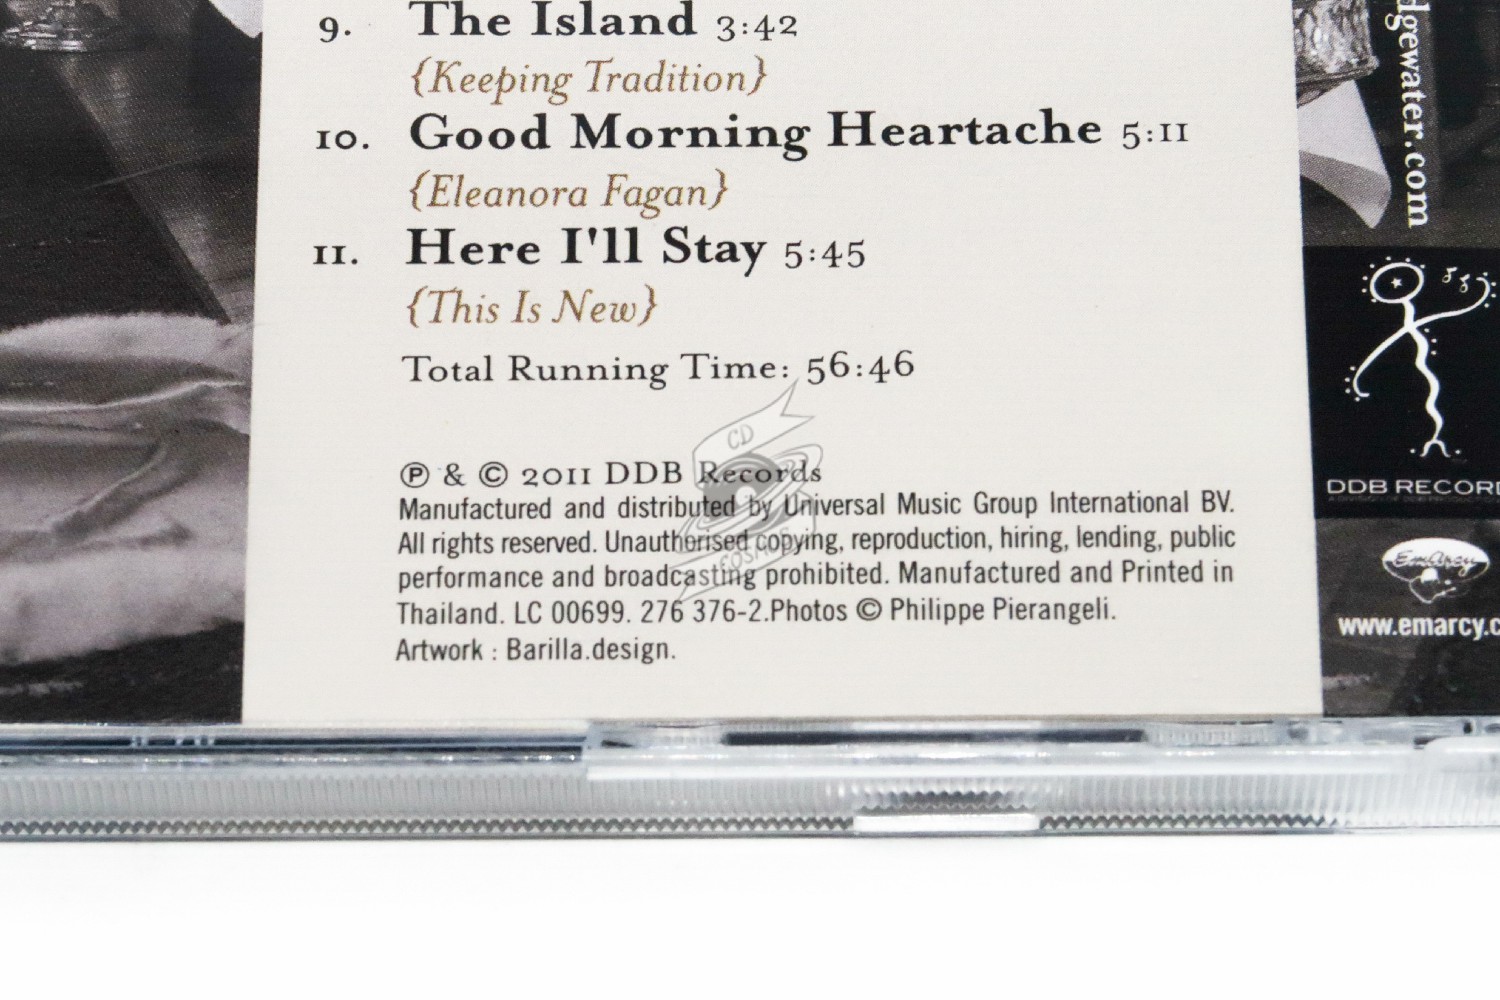 9. The Island 3:42
{Keeping Tradition}
10. Good Morning Heartache 5:11
{Eleanora Fagan}
11. Here I'll Stay 5:45
{This Is New}
Total Running Time: 56:46
℗ & © 2011 DDB Records
Manufactured and distributed by Universal Music Group International BV.
All rights reserved. Unauthorised copying, reproduction, hiring, lending, public
performance and broadcasting prohibited. Manufactured and Printed in
Thailand. LC 00699. 276 376-2.Photos © Philippe Pierangeli.
Artwork : Barilla.design.
CD
COSMOS
dgewater.com
DDB RECORD
EmArcy
www.emarcy.c